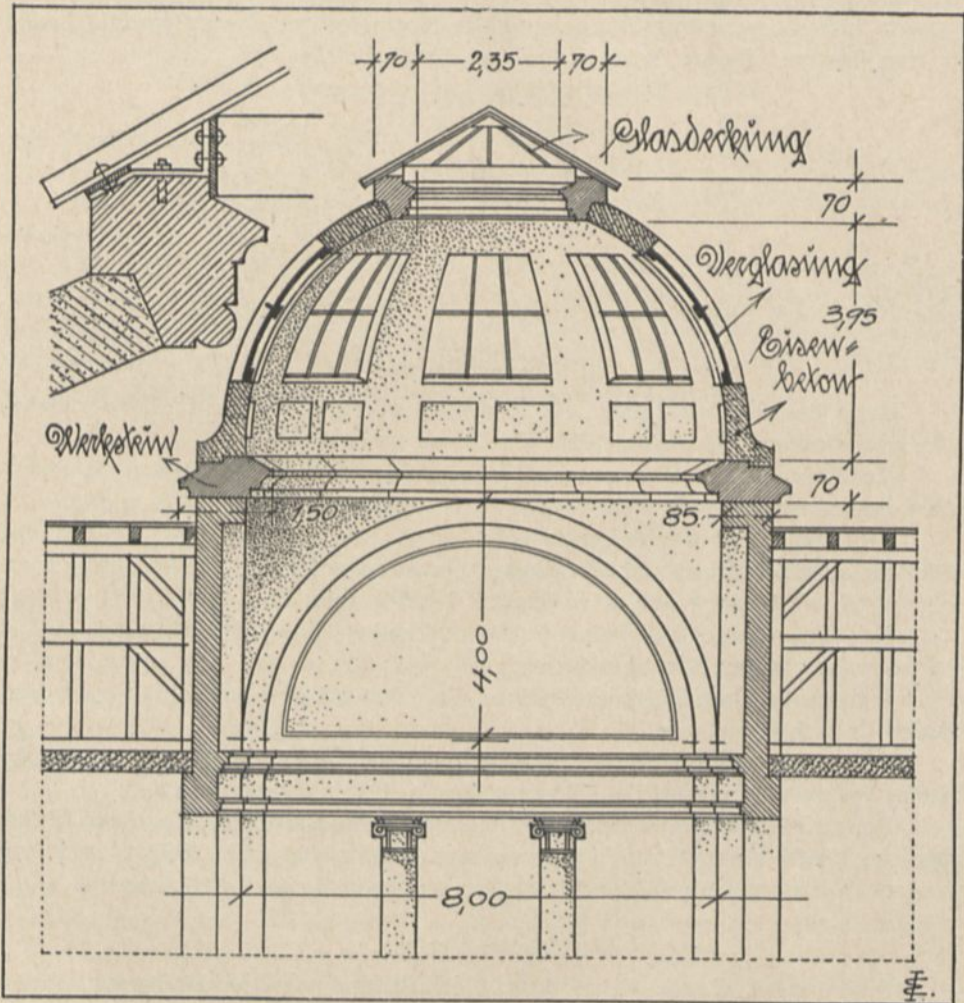 70 2,35 70
Glasdeckung
70
Verglasung
3,95
Eisen=
beton
Werkstein
70
1,50 85.
4,00
8,00